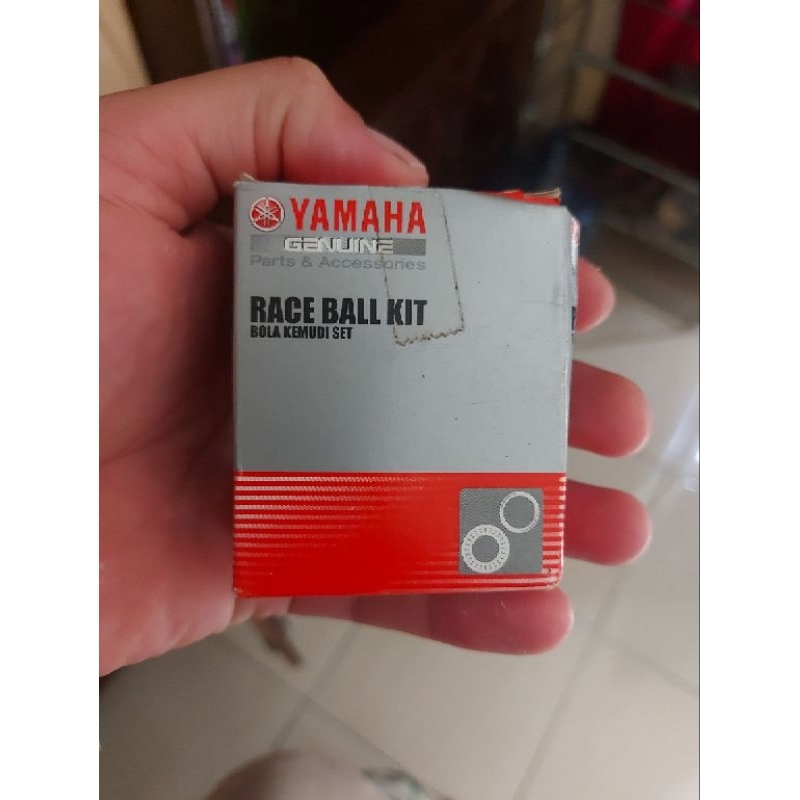 YAMAHA
GENUINE
Parts & Accessories
RACE BALL KIT
BOLA KEMUDI SET